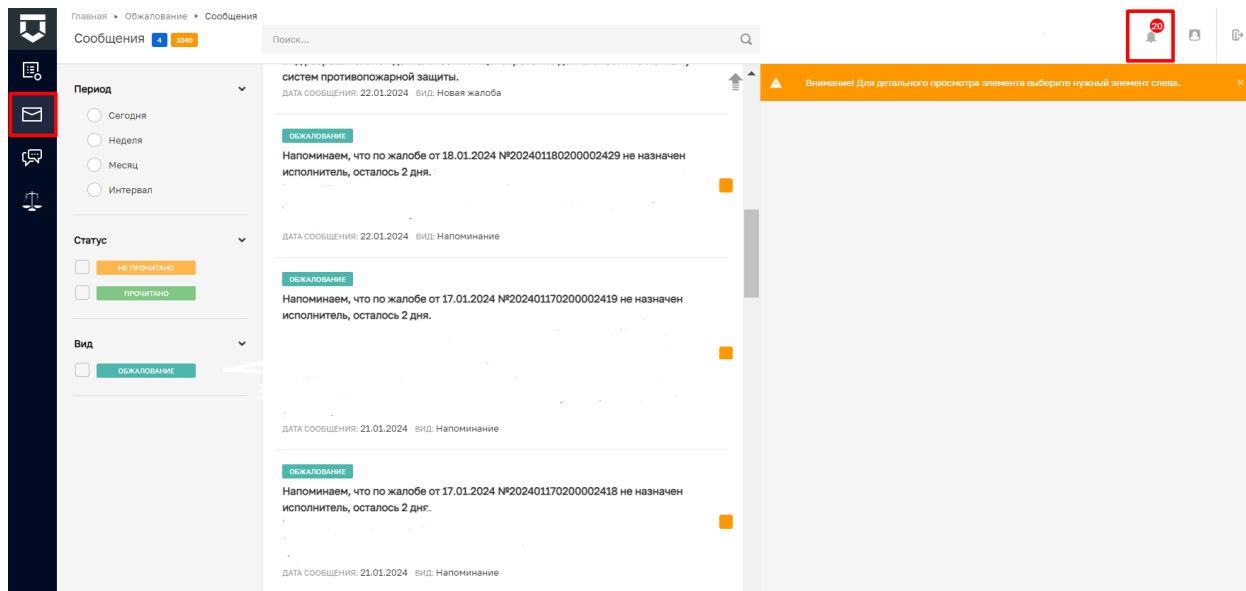 Главная ▸ Обжалование ▸ Сообщения
Сообщения 4 1040
Поиск...
20
Период
Сегодня
Неделя
Месяц
Интервал
Статус
НЕ ПРОЧИТАНО
ПРОЧИТАНО
Вид
ОБЖАЛОВАНИЕ
систем противопожарной защиты.
ДАТА СООБЩЕНИЯ: 22.01.2024 ВИД: Новая жалоба
ОБЖАЛОВАНИЕ
Напоминаем, что по жалобе от 18.01.2024 №202401180200002429 не назначен
исполнитель, осталось 2 дня.
ДАТА СООБЩЕНИЯ: 22.01.2024 ВИД: Напоминание
ОБЖАЛОВАНИЕ
Напоминаем, что по жалобе от 17.01.2024 №202401170200002419 не назначен
исполнитель, осталось 2 дня.
ДАТА СООБЩЕНИЯ: 21.01.2024 ВИД: Напоминание
ОБЖАЛОВАНИЕ
Напоминаем, что по жалобе от 17.01.2024 №202401170200002418 не назначен
исполнитель, осталось 2 дня.
ДАТА СООБЩЕНИЯ: 21.01.2024 ВИД: Напоминание
Внимание! Для детального просмотра элемента выберите нужный элемент слева.